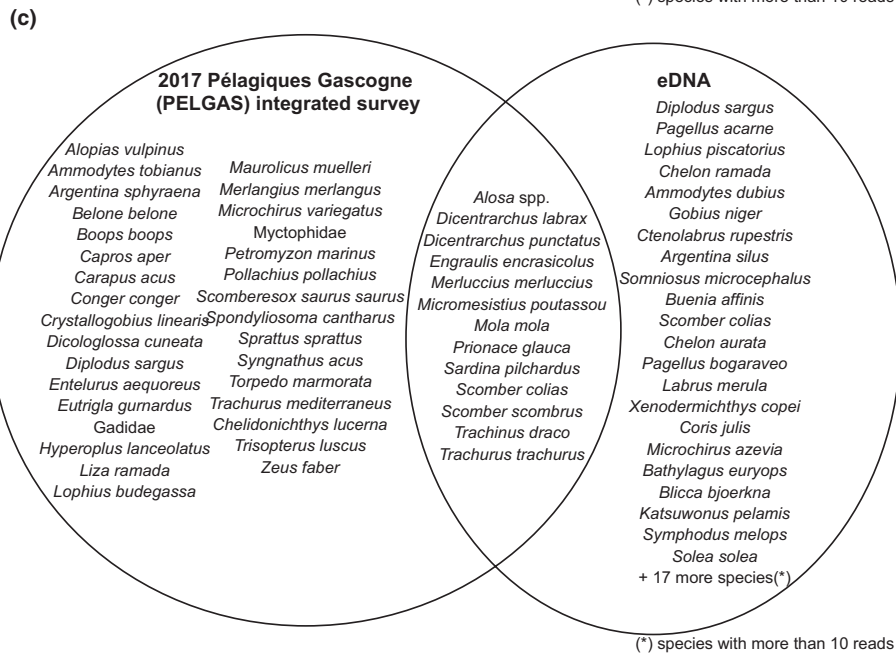 (*) species with more than 10 reads
(c)
2017 Pélagiques Gascogne
(PELGAS) integrated survey
Alopias vulpinus
Ammodytes tobianus
Argentina sphyraena
Belone belone
Boops boops
Capros aper
Carapus acus
Conger conger
Crystallogobius linearis
Dicologlossa cuneata
Diplodus sargus
Entelurus aequoreus
Eutrigla gurnardus
Gadidae
Hyperoplus lanceolatus
Liza ramada
Lophius budegassa
Maurolicus muelleri
Merlangius merlangus
Microchirus variegatus
Myctophidae
Petromyzon marinus
Pollachius pollachius
Scomberesox saurus saurus
Spondyliosoma cantharus
Sprattus sprattus
Syngnathus acus
Torpedo marmorata
Trachurus mediterraneus
Chelidonichthys lucerna
Trisopterus luscus
Zeus faber
Alosa spp.
Dicentrarchus labrax
Dicentrarchus punctatus
Engraulis encrasicolus
Merluccius merluccius
Micromesistius poutassou
Mola mola
Prionace glauca
Sardina pilchardus
Scomber colias
Scomber scombrus
Trachinus draco
Trachurus trachurus
eDNA
Diplodus sargus
Pagellus acarne
Lophius piscatorius
Chelon ramada
Ammodytes dubius
Gobius niger
Ctenolabrus rupestris
Argentina silus
Somniosus microcephalus
Buenia affinis
Scomber colias
Chelon aurata
Pagellus bogaraveo
Labrus merula
Xenodermichthys copei
Coris julis
Microchirus azevia
Bathylagus euryops
Blicca bjoerkna
Katsuwonus pelamis
Symphodus melops
Solea solea
+ 17 more species(*)
(*) species with more than 10 reads